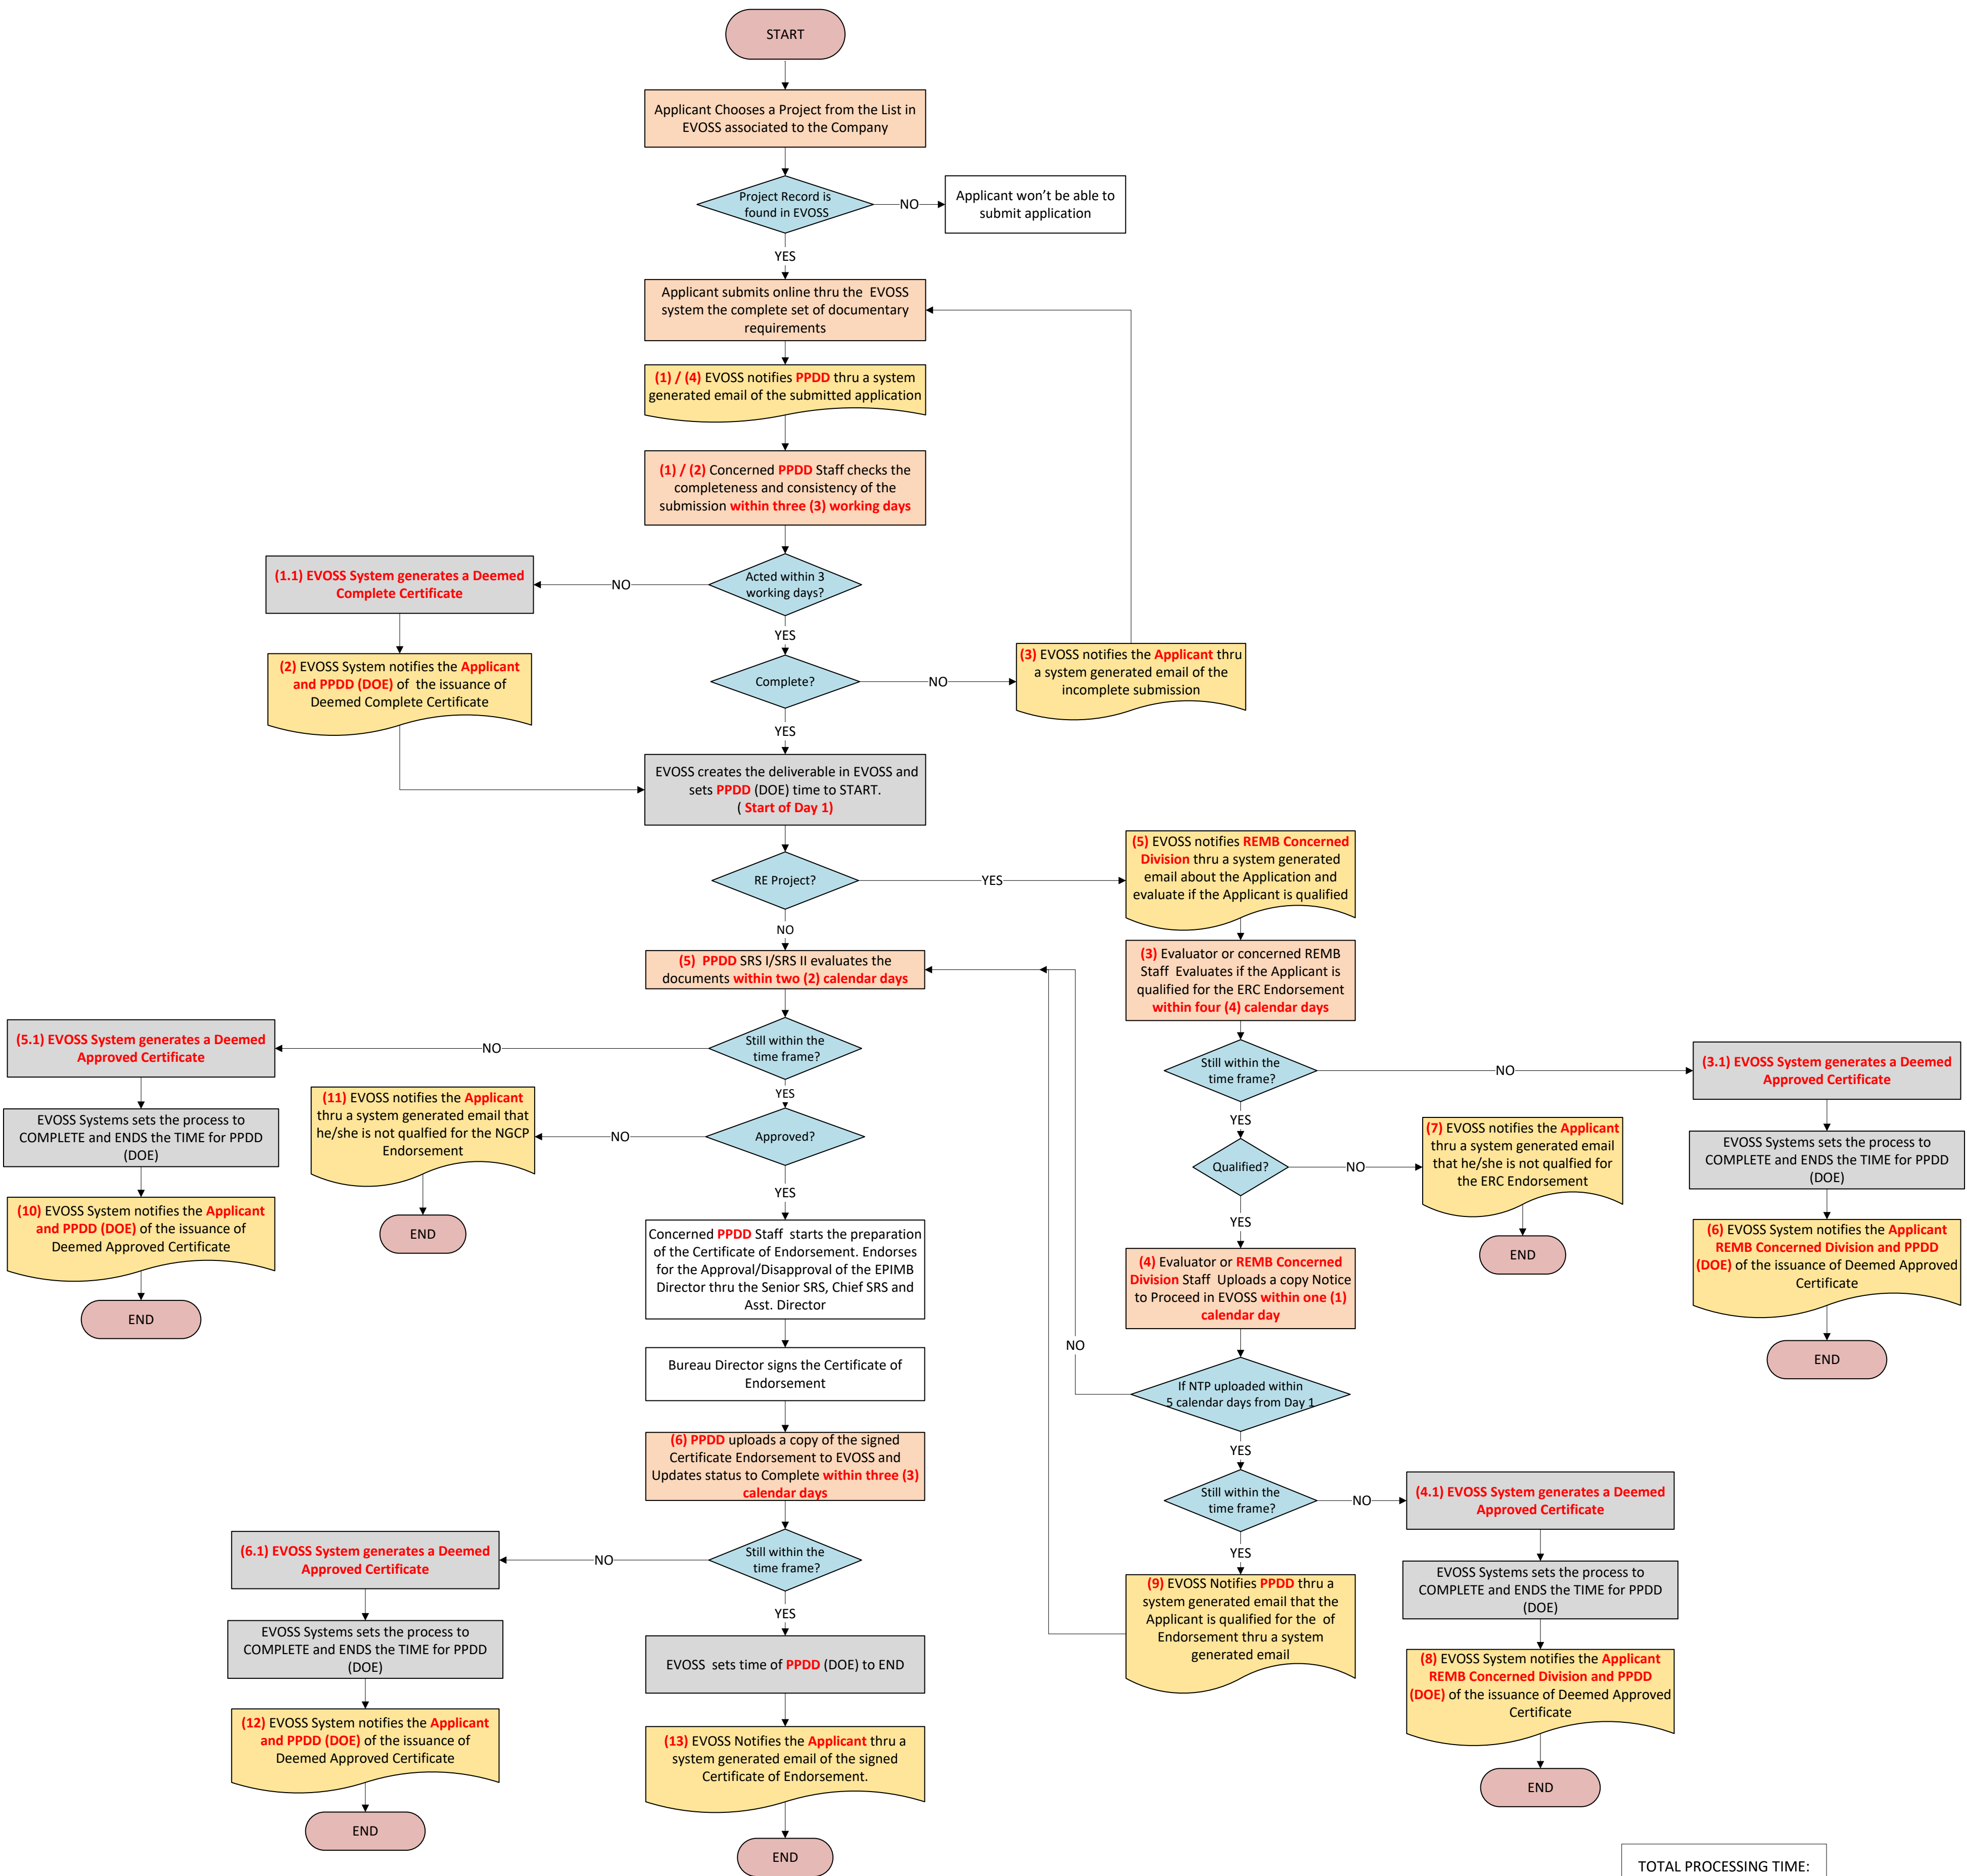 START
Applicant Chooses a Project from the List in
EVOSS associated to the Company
Project Record is
found in EVOSS
NO
Applicant won’t be able to
submit application
YES
Applicant submits online thru the EVOSS
system the complete set of documentary
requirements
(1) / (4) EVOSS notifies PPDD thru a system
generated email of the submitted application
(1) / (2) Concerned PPDD Staff checks the
completeness and consistency of the
submission within three (3) working days
Acted within 3
working days?
NO
(1.1) EVOSS System generates a Deemed
Complete Certificate
(2) EVOSS System notifies the Applicant
and PPDD (DOE) of the issuance of
Deemed Complete Certificate
YES
Complete?
NO
(3) EVOSS notifies the Applicant thru
a system generated email of the
incomplete submission
YES
EVOSS creates the deliverable in EVOSS and
sets PPDD (DOE) time to START.
( Start of Day 1)
RE Project?
YES
(5) EVOSS notifies REMB Concerned
Division thru a system generated
email about the Application and
evaluate if the Applicant is qualified
NO
(5) PPDD SRS I/SRS II evaluates the
documents within two (2) calendar days
(3) Evaluator or concerned REMB
Staff Evaluates if the Applicant is
qualified for the ERC Endorsement
within four (4) calendar days
Still within the
time frame?
NO
(5.1) EVOSS System generates a Deemed
Approved Certificate
EVOSS Systems sets the process to
COMPLETE and ENDS the TIME for PPDD
(DOE)
(10) EVOSS System notifies the Applicant
and PPDD (DOE) of the issuance of
Deemed Approved Certificate
END
YES
Approved?
NO
(11) EVOSS notifies the Applicant
thru a system generated email that
he/she is not qualfied for the NGCP
Endorsement
END
YES
Concerned PPDD Staff starts the preparation
of the Certificate of Endorsement. Endorses
for the Approval/Disapproval of the EPIMB
Director thru the Senior SRS, Chief SRS and
Asst. Director
Bureau Director signs the Certificate of
Endorsement
(6) PPDD uploads a copy of the signed
Certificate Endorsement to EVOSS and
Updates status to Complete within three (3)
calendar days
Still within the
time frame?
NO
(6.1) EVOSS System generates a Deemed
Approved Certificate
EVOSS Systems sets the process to
COMPLETE and ENDS the TIME for PPDD
(DOE)
(12) EVOSS System notifies the Applicant
and PPDD (DOE) of the issuance of
Deemed Approved Certificate
END
YES
EVOSS sets time of PPDD (DOE) to END
(13) EVOSS Notifies the Applicant thru a
system generated email of the signed
Certificate of Endorsement.
END
Still within the
time frame?
NO
(3.1) EVOSS System generates a Deemed
Approved Certificate
EVOSS Systems sets the process to
COMPLETE and ENDS the TIME for PPDD
(DOE)
(6) EVOSS System notifies the Applicant
REMB Concerned Division and PPDD
(DOE) of the issuance of Deemed Approved
Certificate
END
YES
Qualified?
NO
(7) EVOSS notifies the Applicant
thru a system generated email
that he/she is not qualfied for
the ERC Endorsement
END
YES
(4) Evaluator or REMB Concerned
Division Staff Uploads a copy Notice
to Proceed in EVOSS within one (1)
calendar day
NO
If NTP uploaded within
5 calendar days from Day 1
YES
Still within the
time frame?
NO
(4.1) EVOSS System generates a Deemed
Approved Certificate
EVOSS Systems sets the process to
COMPLETE and ENDS the TIME for PPDD
(DOE)
(8) EVOSS System notifies the Applicant
REMB Concerned Division and PPDD
(DOE) of the issuance of Deemed Approved
Certificate
END
YES
(9) EVOSS Notifies PPDD thru a
system generated email that the
Applicant is qualified for the of
Endorsement thru a system
generated email
TOTAL PROCESSING TIME: